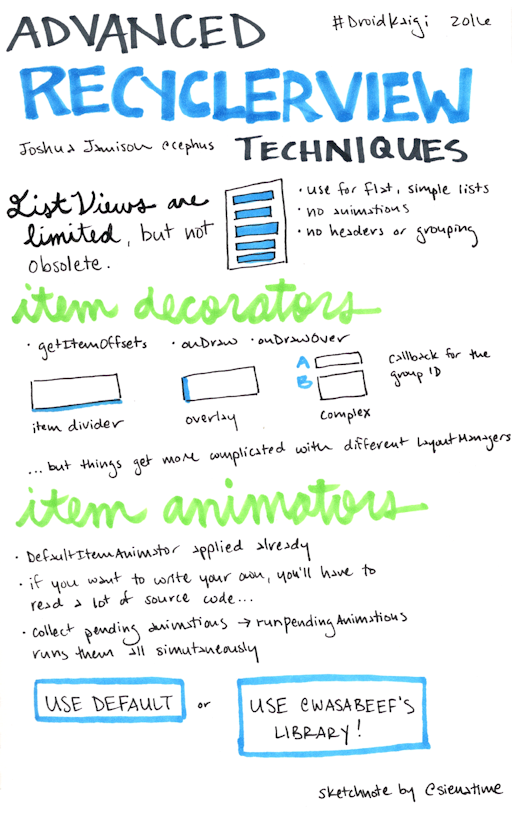 ADVANCED
#DroidKaigi 2016
RECYCLERVIEW
Joshua Jamison @cephus
TECHNIQUES
ListViews are
limited, but not
obsolete.
· use for flat, simple lists
· no animations
· no headers or grouping
item decorators
· getItemOffsets · onDraw · onDrawOver
A
B
callback for the
group ID
item divider overlay complex
...but things get more complicated with different LayoutManagers
item animators
· DefaultItemAnimator applied already
· if you want to write your own, you'll have to
read a lot of source code...
· collect pending animations → runPendingAnimations
runs them all simutaneously
USE DEFAULT or USE @WASABEEF'S
LIBRARY!
sketchnote by @sienatime